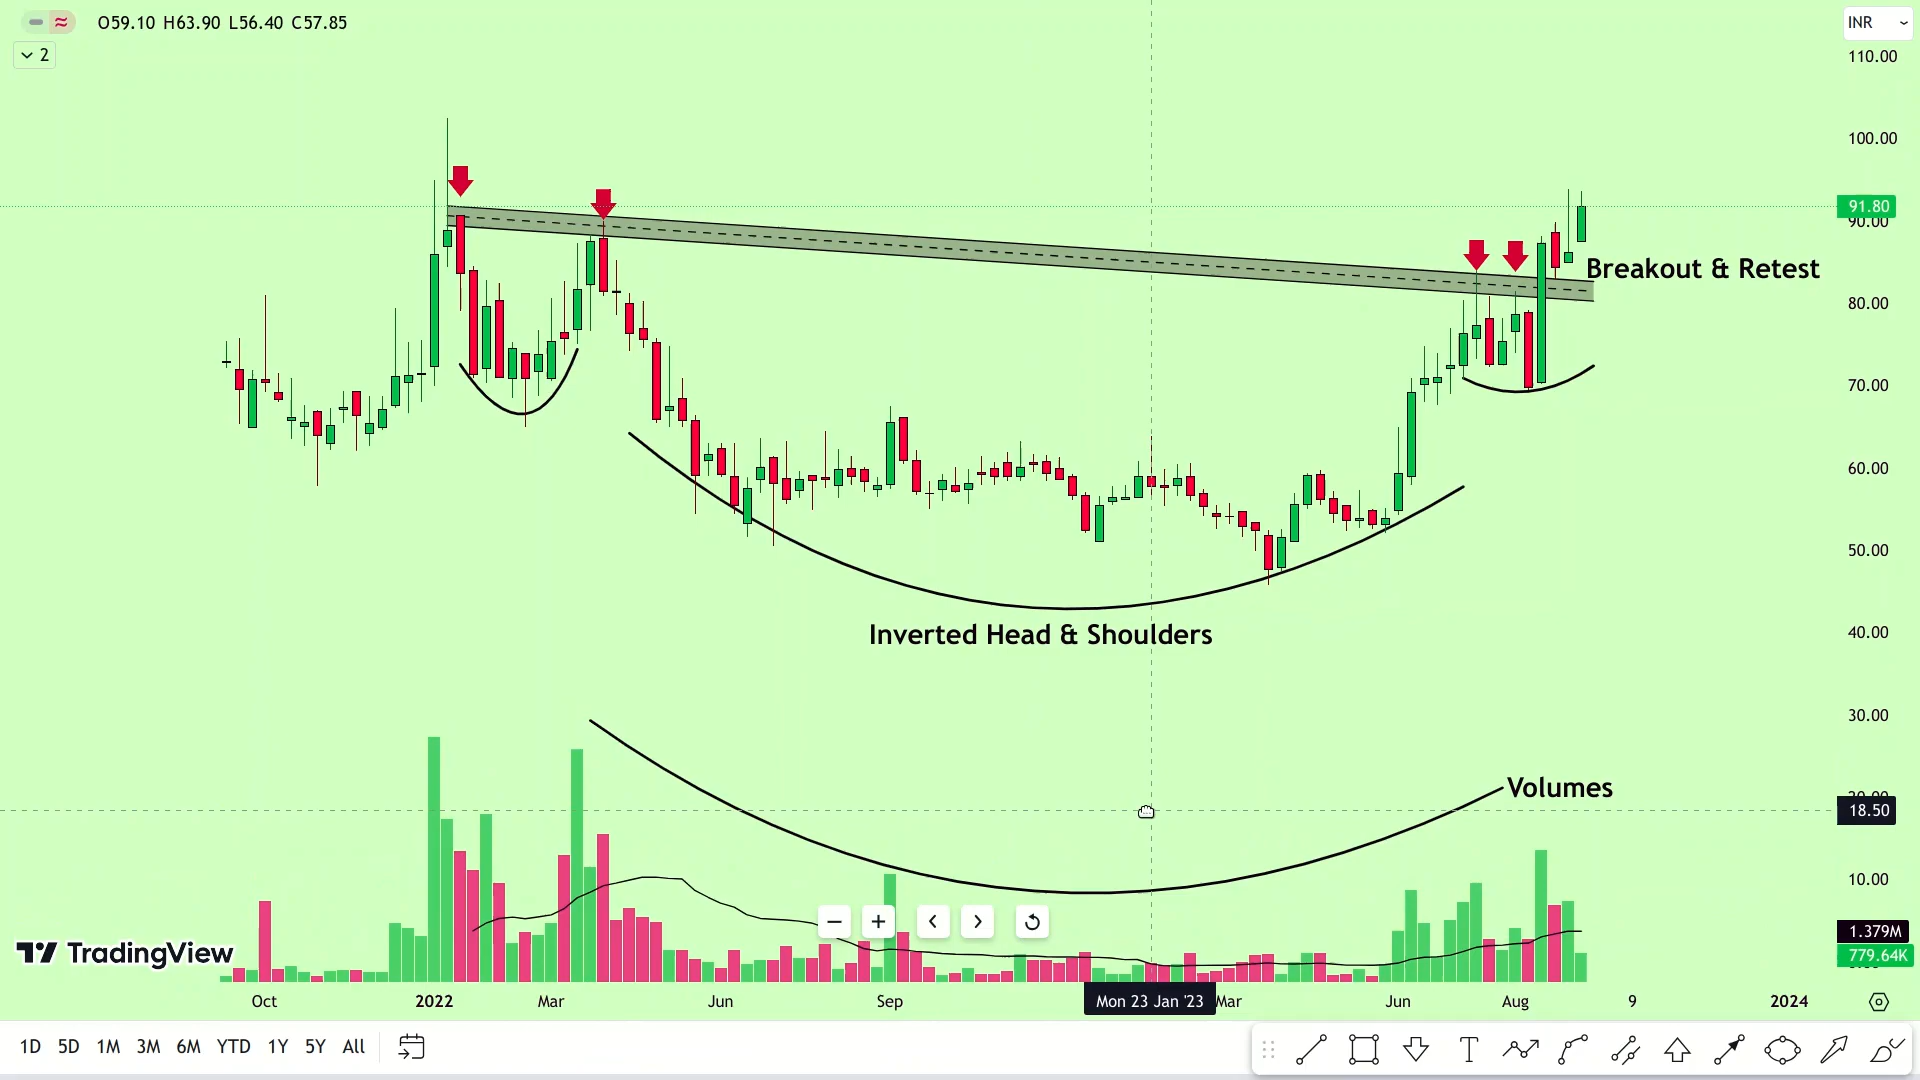 O59.10 H63.90 L56.40 C57.85
INR
2
110.00
100.00
91.80
90.00
80.00
70.00
60.00
50.00
40.00
30.00
18.50
10.00
1.379M
779.64K
Breakout & Retest
Inverted Head & Shoulders
Volumes
TradingView
Oct 2022 Mar Jun Sep Mon 23 Jan '23 Mar Jun Aug 9 2024
1D 5D 1M 3M 6M YTD 1Y 5Y All